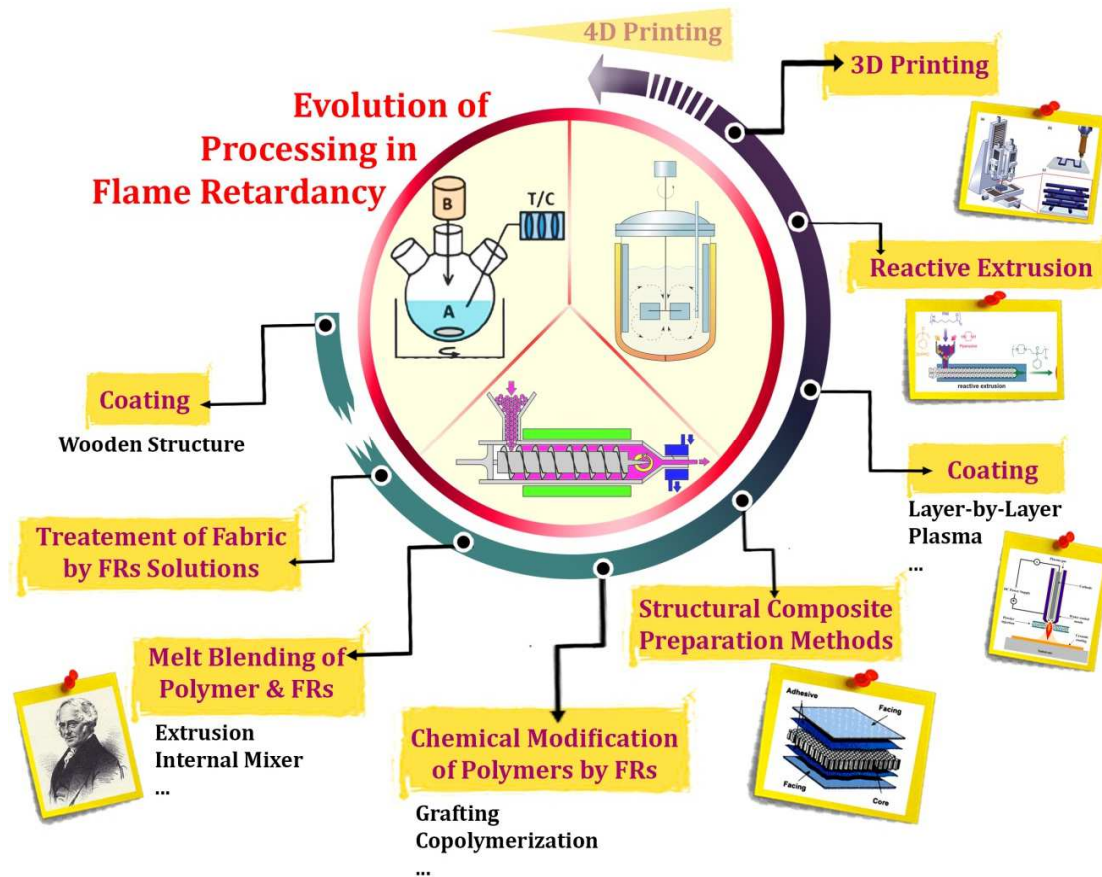 4D Printing
3D Printing
Evolution of
Processing in
Flame Retardancy
B
T/C
A
Reactive Extrusion
reactive extrusion
Coating
Wooden Structure
Coating
Layer-by-Layer
Plasma
...
Treatement of Fabric
by FRs Solutions
Structural Composite
Preparation Methods
Melt Blending of
Polymer & FRs
Extrusion
Internal Mixer
...
Chemical Modification
of Polymers by FRs
Grafting
Copolymerization
...
Adhesive
Facing
Facing
Core